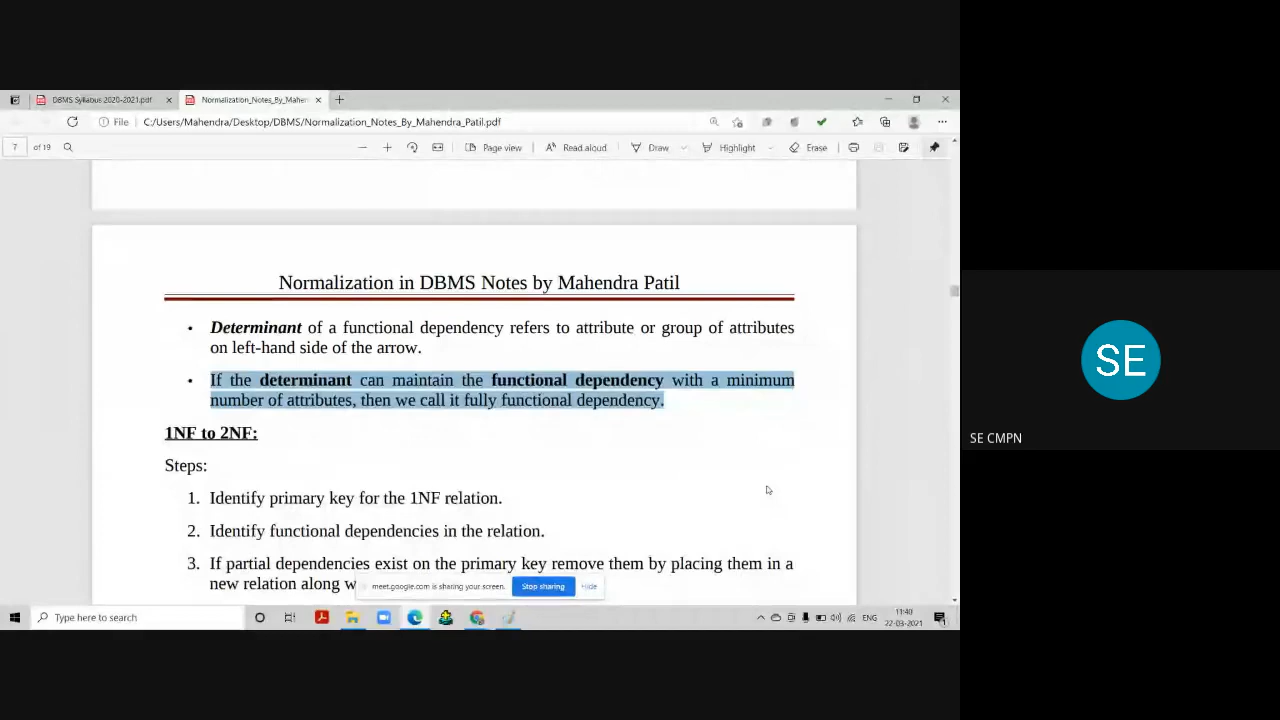 DBMS Syllabus 2020-2021.pdf
Normalization_Notes_By_Mahen
File
C:/Users/Mahendra/Desktop/DBMS/Normalization_Notes_By_Mahendra_Patil.pdf
7 of 19
Page view
Read aloud
Draw
Highlight
Erase
Normalization in DBMS Notes by Mahendra Patil
• Determinant of a functional dependency refers to attribute or group of attributes
on left-hand side of the arrow.
• If the determinant can maintain the functional dependency with a minimum
number of attributes, then we call it fully functional dependency.
1NF to 2NF:
Steps:
1. Identify primary key for the 1NF relation.
2. Identify functional dependencies in the relation.
3. If partial dependencies exist on the primary key remove them by placing them in a
new relation along w
meet.google.com is sharing your screen.
Stop sharing
Hide
Type here to search
ENG
11:40
22-03-2021
SE
SE CMPN